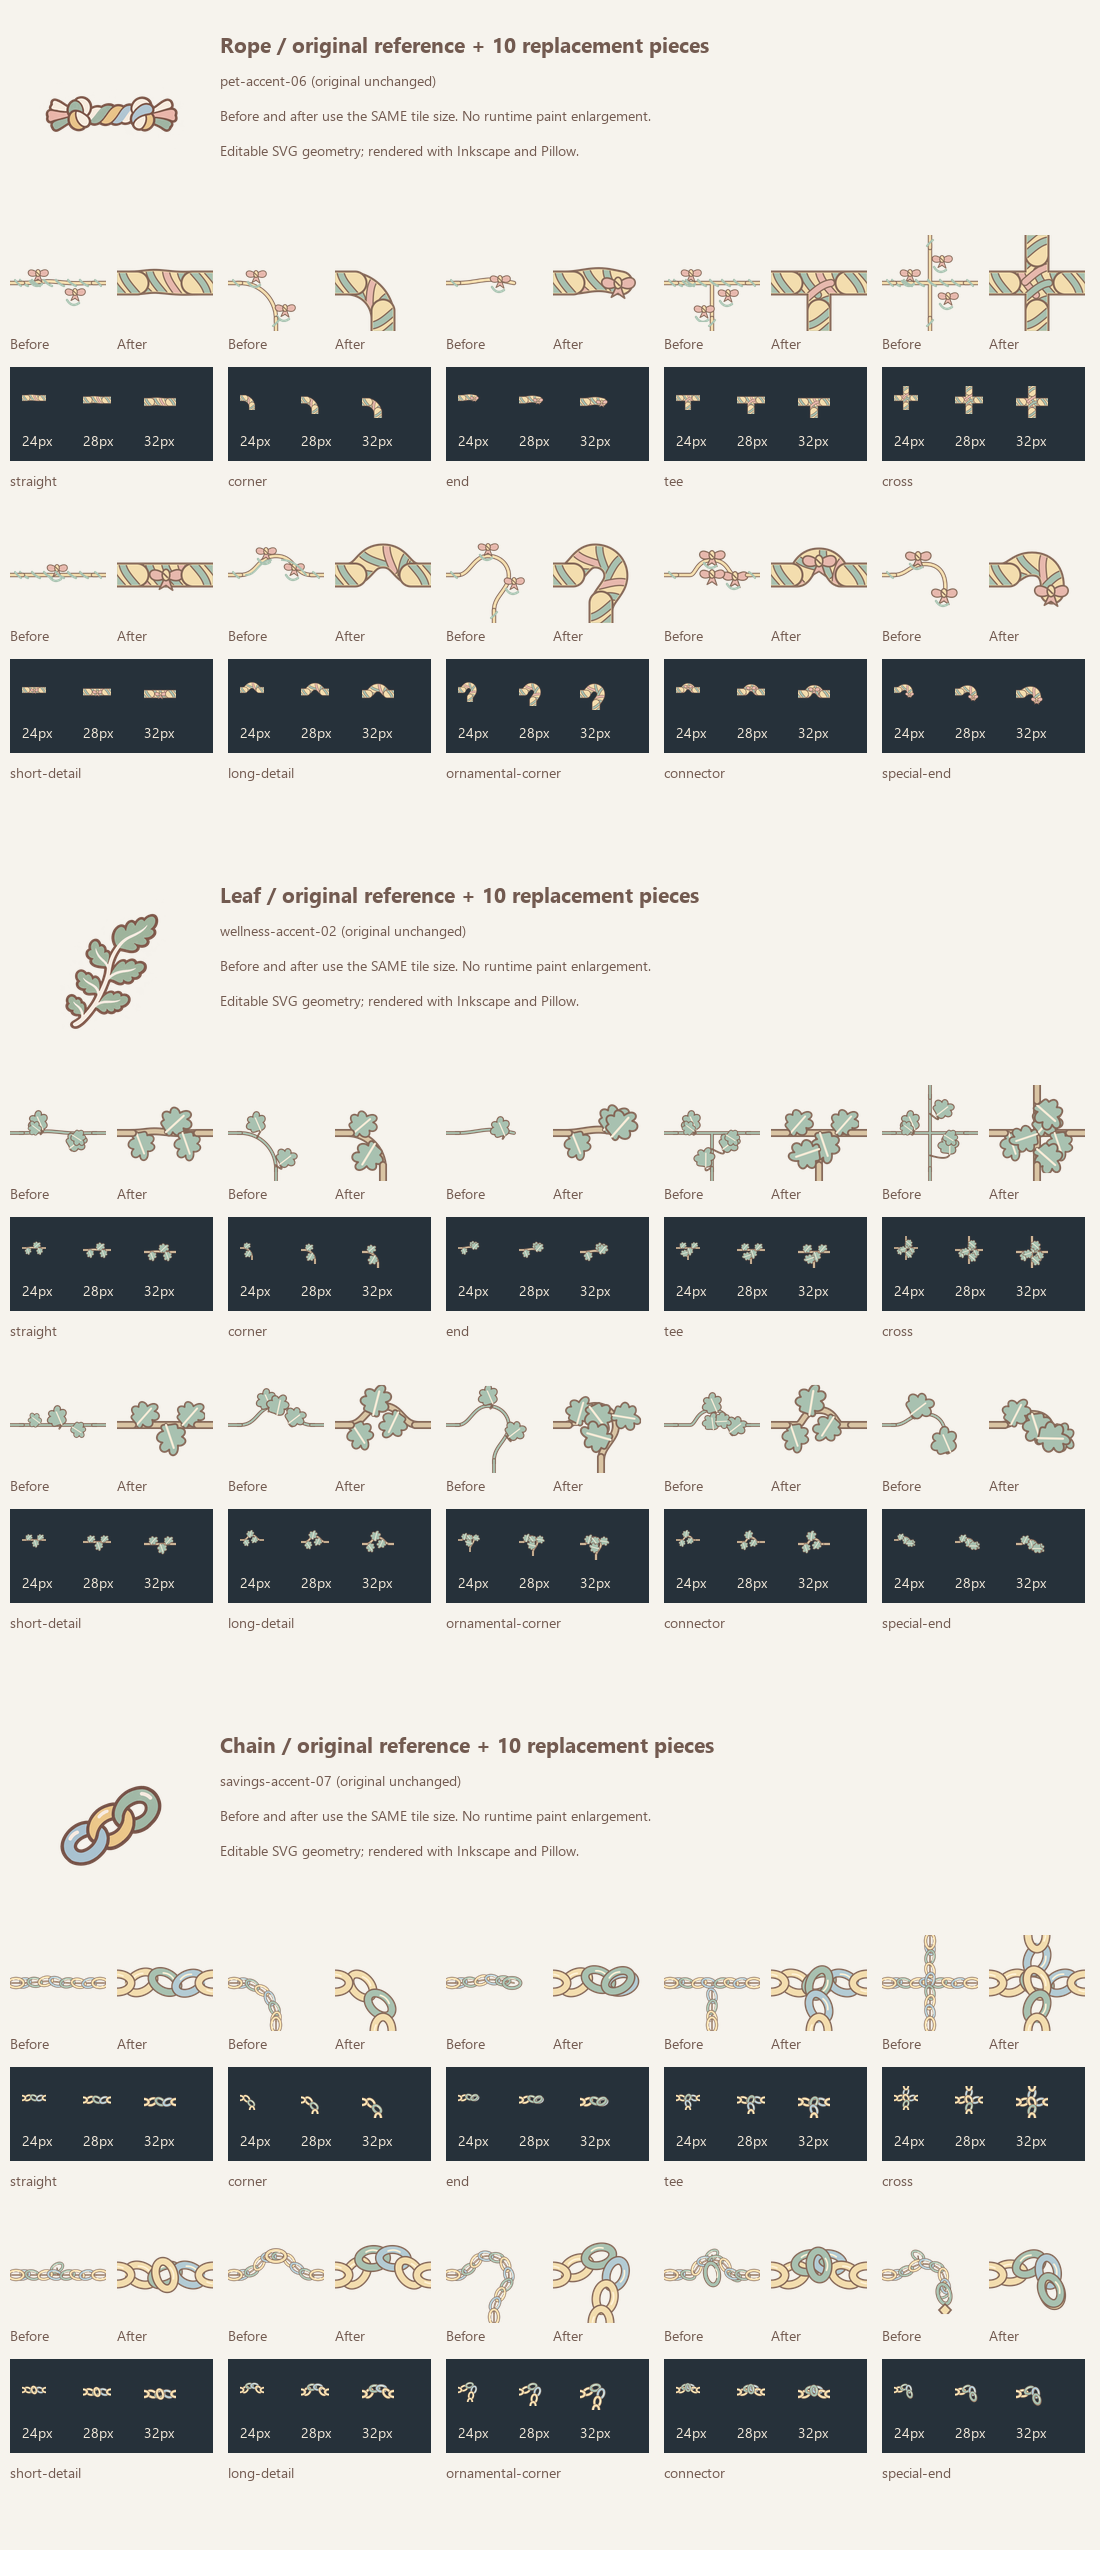 Rope / original reference + 10 replacement pieces
pet-accent-06 (original unchanged)
Before and after use the SAME tile size. No runtime paint enlargement.
Editable SVG geometry; rendered with Inkscape and Pillow.
Before After Before After Before After Before After Before After
24px 28px 32px 24px 28px 32px 24px 28px 32px 24px 28px 32px 24px 28px 32px
straight corner end tee cross
Before After Before After Before After Before After Before After
24px 28px 32px 24px 28px 32px 24px 28px 32px 24px 28px 32px 24px 28px 32px
short-detail long-detail ornamental-corner connector special-end
Leaf / original reference + 10 replacement pieces
wellness-accent-02 (original unchanged)
Before and after use the SAME tile size. No runtime paint enlargement.
Editable SVG geometry; rendered with Inkscape and Pillow.
Before After Before After Before After Before After Before After
24px 28px 32px 24px 28px 32px 24px 28px 32px 24px 28px 32px 24px 28px 32px
straight corner end tee cross
Before After Before After Before After Before After Before After
24px 28px 32px 24px 28px 32px 24px 28px 32px 24px 28px 32px 24px 28px 32px
short-detail long-detail ornamental-corner connector special-end
Chain / original reference + 10 replacement pieces
savings-accent-07 (original unchanged)
Before and after use the SAME tile size. No runtime paint enlargement.
Editable SVG geometry; rendered with Inkscape and Pillow.
Before After Before After Before After Before After Before After
24px 28px 32px 24px 28px 32px 24px 28px 32px 24px 28px 32px 24px 28px 32px
straight corner end tee cross
Before After Before After Before After Before After Before After
24px 28px 32px 24px 28px 32px 24px 28px 32px 24px 28px 32px 24px 28px 32px
short-detail long-detail ornamental-corner connector special-end